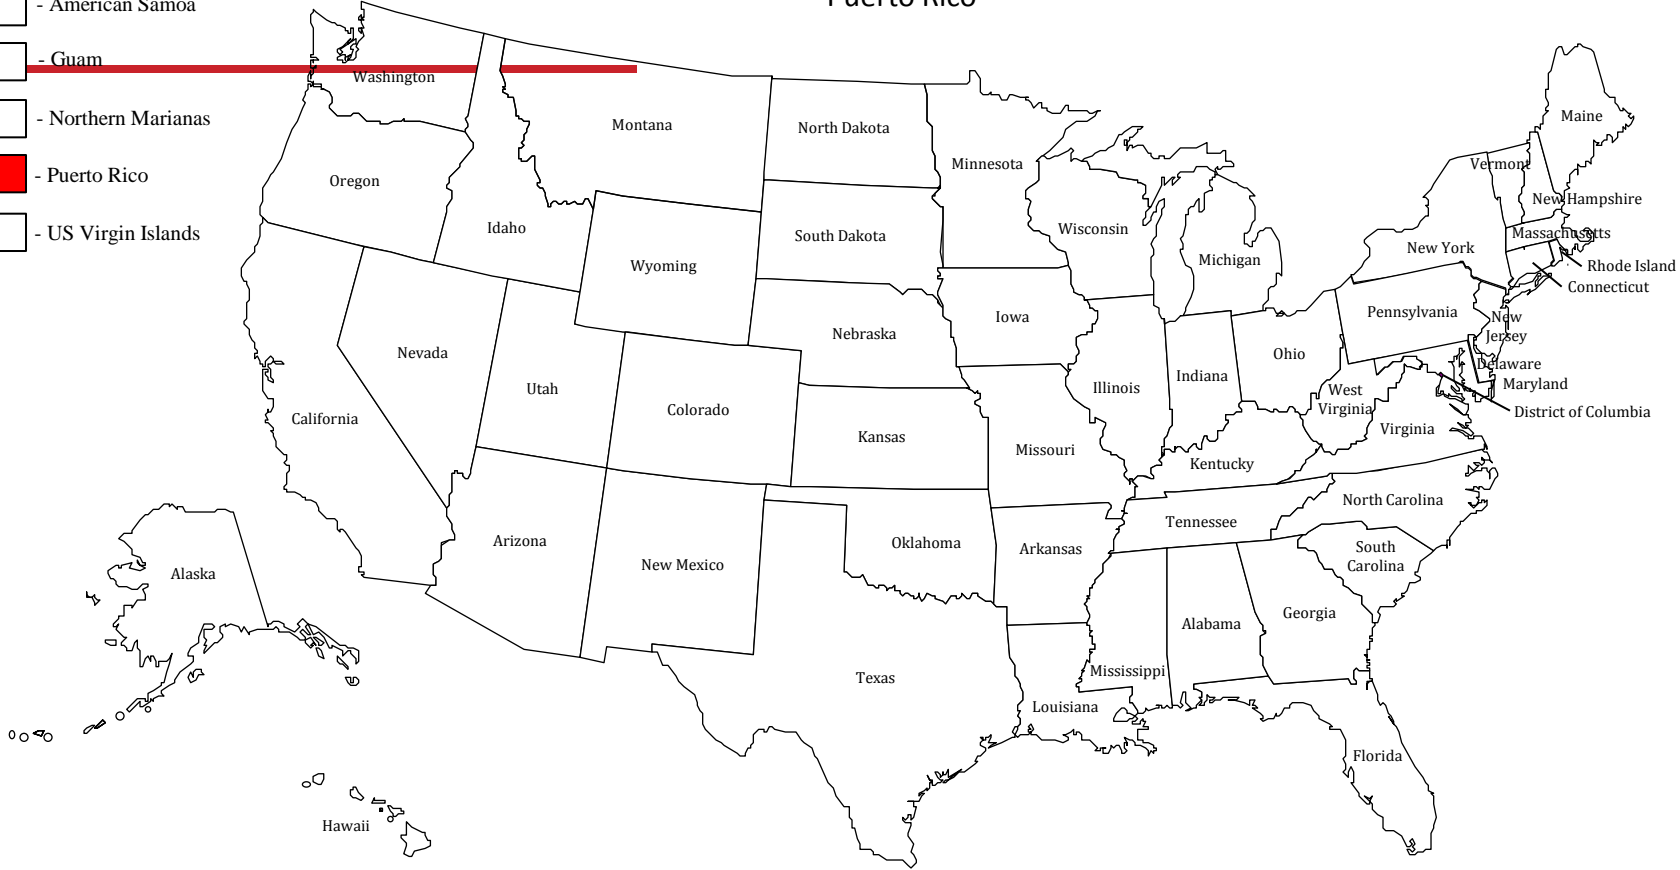 - American Samoa
Puerto Rico
- Guam
- Northern Marianas
- Puerto Rico
- US Virgin Islands
Washington
Montana
North Dakota
Minnesota
Maine
Vermont
Oregon
New Hampshire
Idaho
South Dakota
Wisconsin
Massachusetts
New York
Wyoming
Michigan
Rhode Island
Connecticut
Pennsylvania
Iowa
New
Jersey
Nebraska
Nevada
Ohio
Delaware
Utah
Illinois
Indiana
Maryland
West
Virginia
Colorado
District of Columbia
California
Kansas
Virginia
Missouri
Kentucky
North Carolina
Tennessee
Arizona
Oklahoma
Arkansas
South
Carolina
New Mexico
Alaska
Georgia
Alabama
Mississippi
Texas
Louisiana
Florida
Hawaii